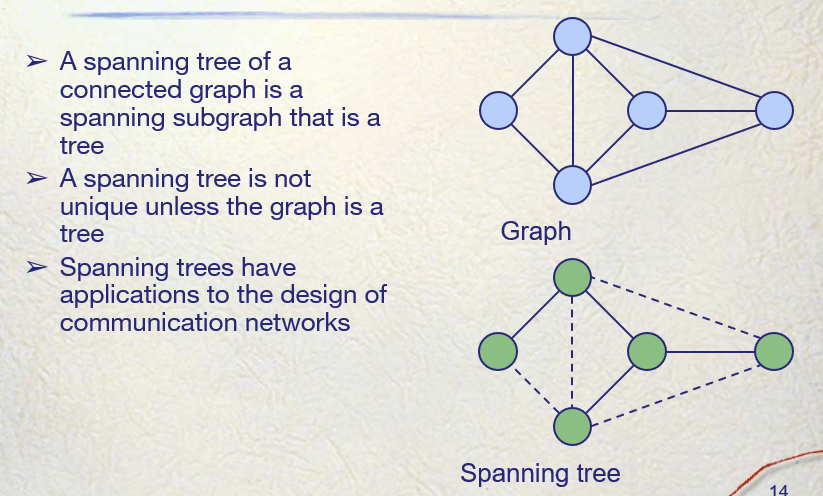 ➢ A spanning tree of a
connected graph is a
spanning subgraph that is a
tree
➢ A spanning tree is not
unique unless the graph is a
tree
➢ Spanning trees have
applications to the design of
communication networks
Graph
Spanning tree
14